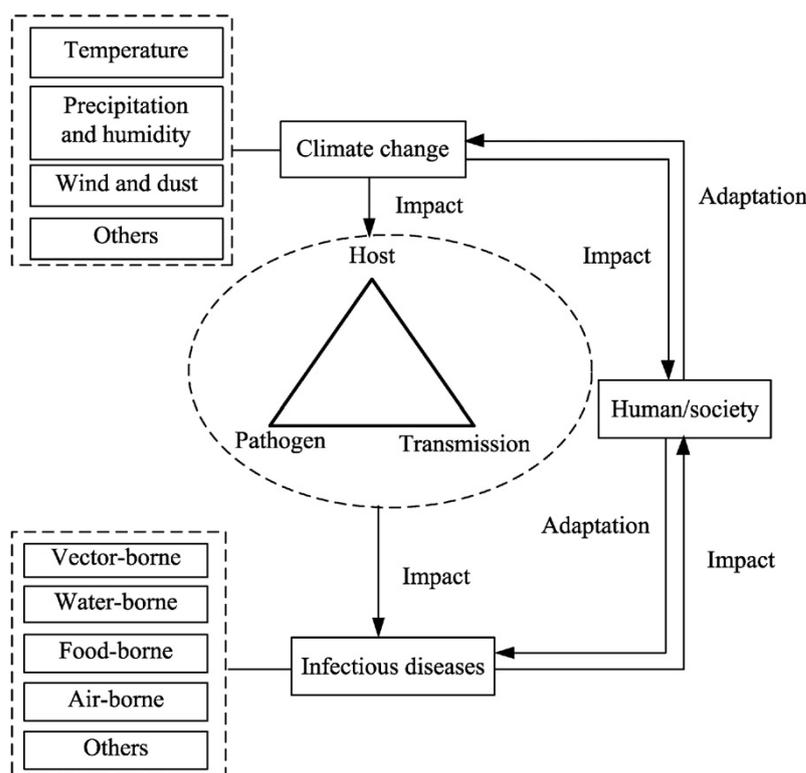 Temperature
Precipitation
and humidity
Wind and dust
Others
Climate change
Impact
Adaptation
Impact
Host
Pathogen
Transmission
Human/society
Adaptation
Impact
Impact
Vector-borne
Water-borne
Food-borne
Air-borne
Others
Infectious diseases